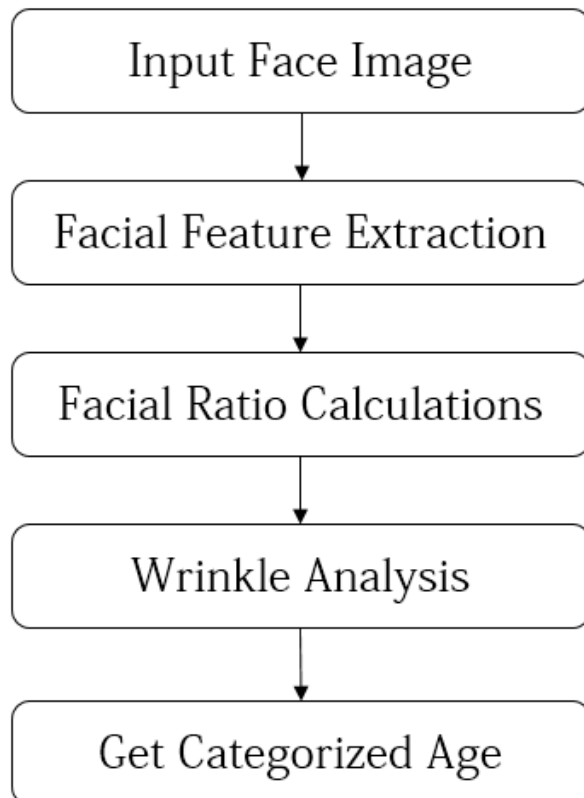 Input Face Image
Facial Feature Extraction
Facial Ratio Calculations
Wrinkle Analysis
Get Categorized Age